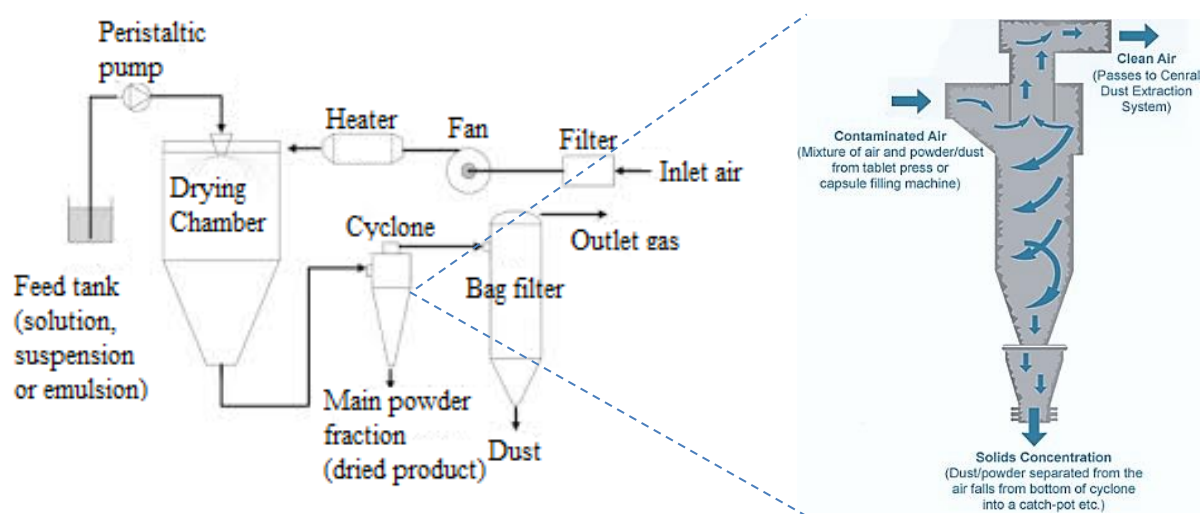 Peristaltic
pump
Heater
Fan
Filter
Inlet air
Drying
Chamber
Cyclone
Outlet gas
Bag filter
Feed tank
(solution,
suspension
or emulsion)
Main powder
fraction
(dried product)
Dust
Clean Air
(Passes to Cenral
Dust Extraction
System)
Contaminated Air
(Mixture of air and powder/dust
from tablet press or
capsule filling machine)
Solids Concentration
(Dust/powder separated from the
air falls from bottom of cyclone
into a catch-pot etc.)